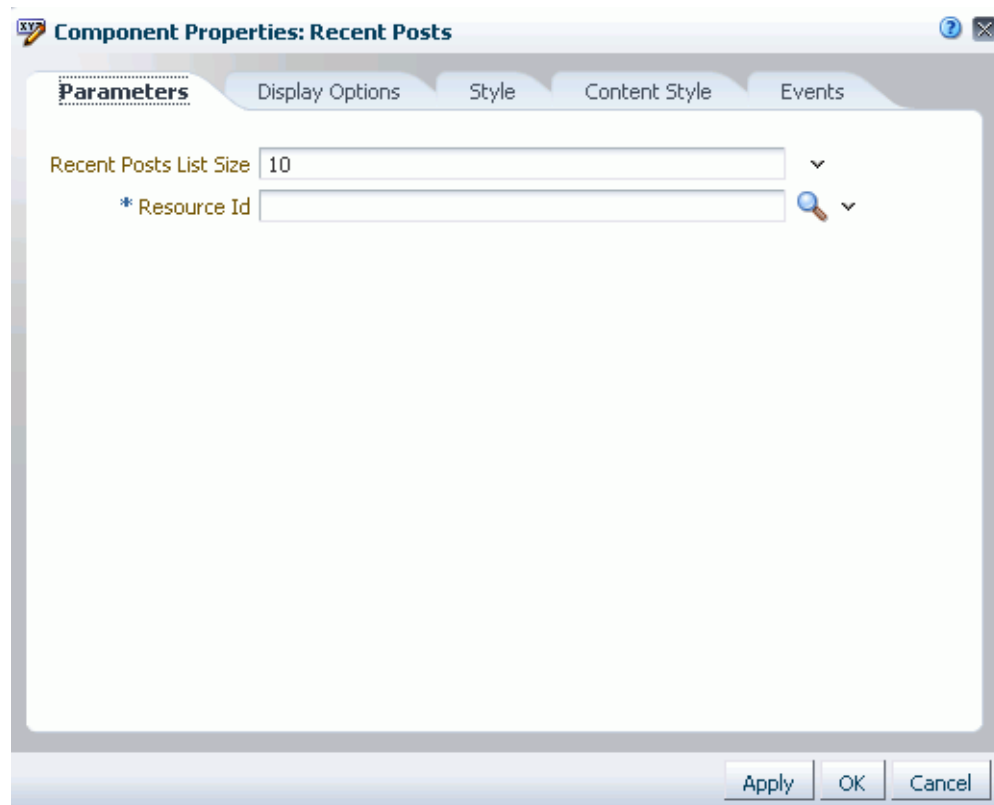 Component Properties: Recent Posts
Parameters Display Options Style Content Style Events
Recent Posts List Size 10
* Resource Id
Apply OK Cancel